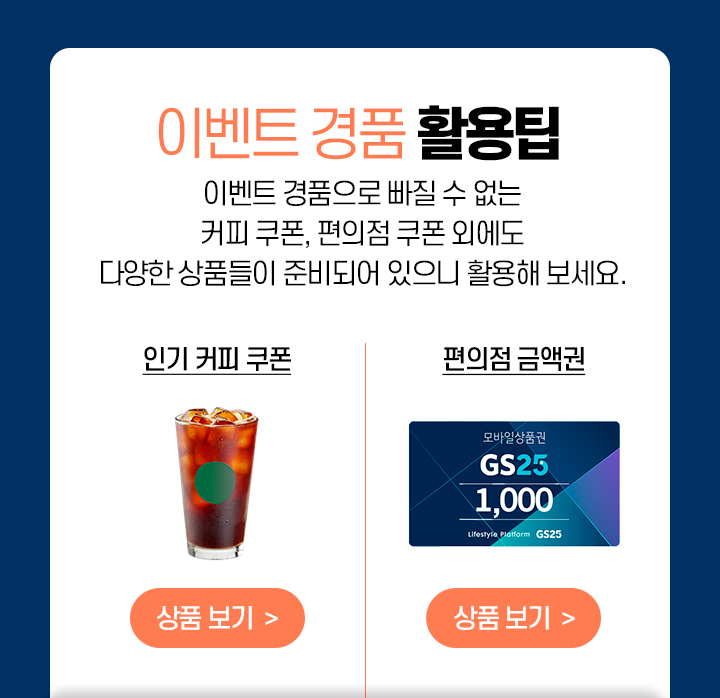 이벤트 경품 활용팁
이벤트 경품으로 빠질 수 없는
커피 쿠폰, 편의점 쿠폰 외에도
다양한 상품들이 준비되어 있으니 활용해 보세요.
인기 커피 쿠폰
상품 보기 >
편의점 금액권
모바일상품권
GS25
1,000
Lifestyle Platform GS25
상품 보기 >